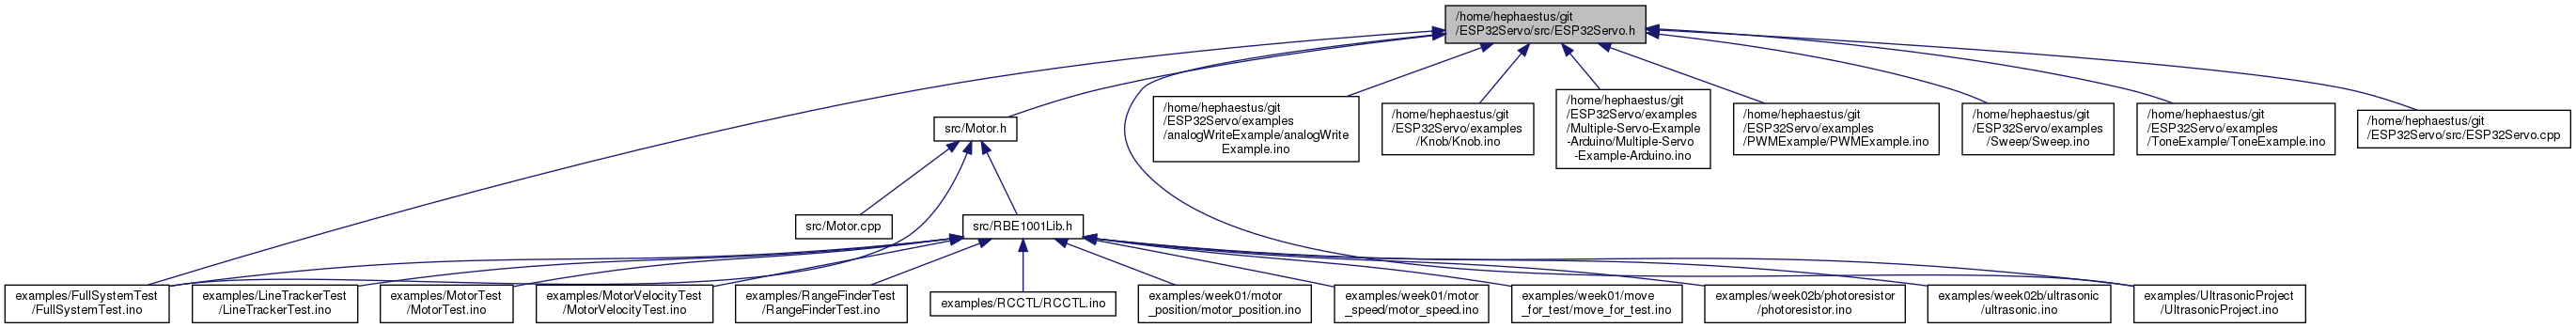 /home/hephaestus/git
/ESP32Servo/src/ESP32Servo.h
/home/hephaestus/git
/ESP32Servo/examples
/analogWriteExample/analogWrite
Example.ino
/home/hephaestus/git
/ESP32Servo/examples
/Knob/Knob.ino
/home/hephaestus/git
/ESP32Servo/examples
/Multiple-Servo-Example
-Arduino/Multiple-Servo
-Example-Arduino.ino
/home/hephaestus/git
/ESP32Servo/examples
/PWMExample/PWMExample.ino
/home/hephaestus/git
/ESP32Servo/examples
/Sweep/Sweep.ino
/home/hephaestus/git
/ESP32Servo/examples
/ToneExample/ToneExample.ino
/home/hephaestus/git
/ESP32Servo/src/ESP32Servo.cpp
src/Motor.h
src/Motor.cpp
src/RBE1001Lib.h
examples/FullSystemTest
/FullSystemTest.ino
examples/LineTrackerTest
/LineTrackerTest.ino
examples/MotorTest
/MotorTest.ino
examples/MotorVelocityTest
/MotorVelocityTest.ino
examples/RangeFinderTest
/RangeFinderTest.ino
examples/RCCTL/RCCTL.ino
examples/week01/motor
_position/motor_position.ino
examples/week01/motor
_speed/motor_speed.ino
examples/week01/move
_for_test/move_for_test.ino
examples/week02b/photoresistor
/photoresistor.ino
examples/week02b/ultrasonic
/ultrasonic.ino
examples/UltrasonicProject
/UltrasonicProject.ino